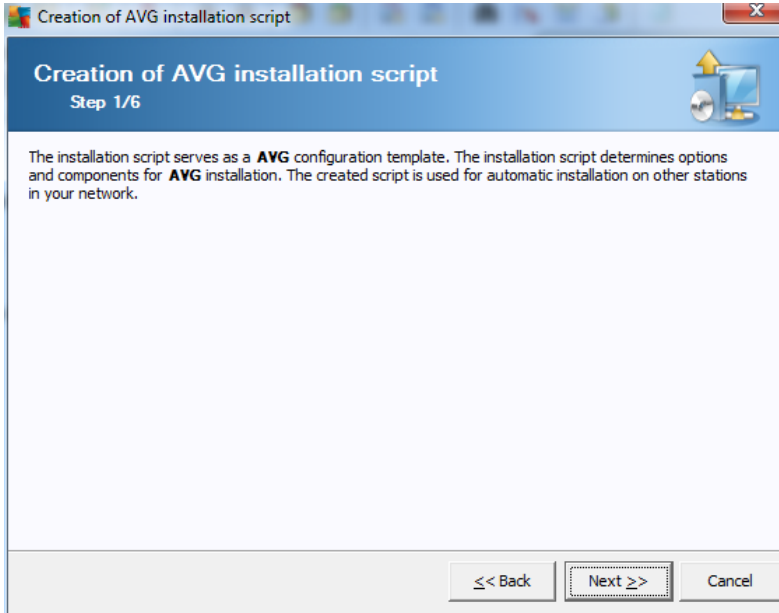 Creation of AVG installation script
Creation of AVG installation script
Step 1/6
The installation script serves as a AVG configuration template. The installation script determines options
and components for AVG installation. The created script is used for automatic installation on other stations
in your network.
<< Back Next >> Cancel